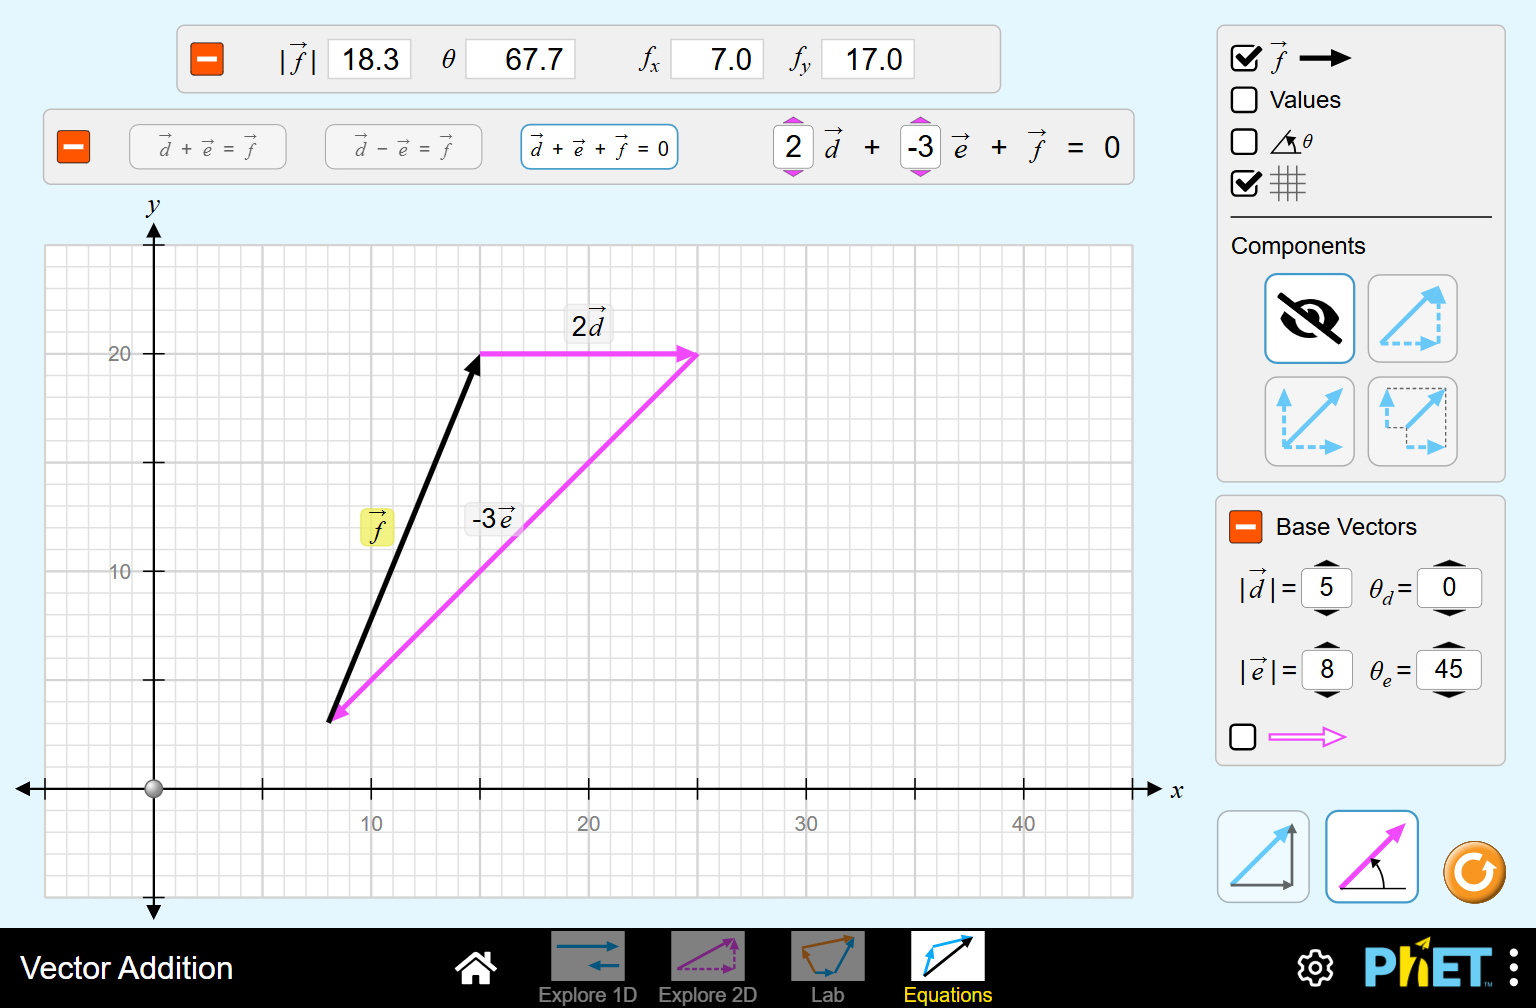 |f⃗| 18.3 θ 67.7 fx 7.0 fy 17.0
f⃗
Values
θ
d⃗ + e⃗ = f⃗
d⃗ − e⃗ = f⃗
d⃗ + e⃗ + f⃗ = 0
2 d⃗ + -3 e⃗ + f⃗ = 0
Components
y
20
10
2d⃗
f⃗
-3e⃗
x
10 20 30 40
Base Vectors
|d⃗| = 5 θd = 0
|e⃗| = 8 θe = 45
Vector Addition
Explore 1D
Explore 2D
Lab
Equations
PhET™